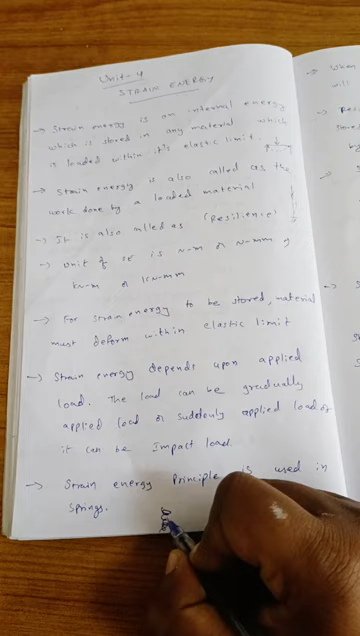 Unit-4
STRAIN ENERGY
→ Strain energy is an internal energy
which is stored in any material which
is loaded within it's elastic limit.
→ Strain energy is also called as the
work done by a loaded material
→ It is also called as (Resilience)
→ Unit of SE is N-m or N-mm or
KN-m or KN-mm
→ For Strain energy to be stored, material
must deform within elastic limit
→ Strain energy depends upon applied
load. The load can be gradually
applied load or suddenly applied load or
it can be Impact load.
→ Strain energy Principle is used in
Springs.
→ When
will